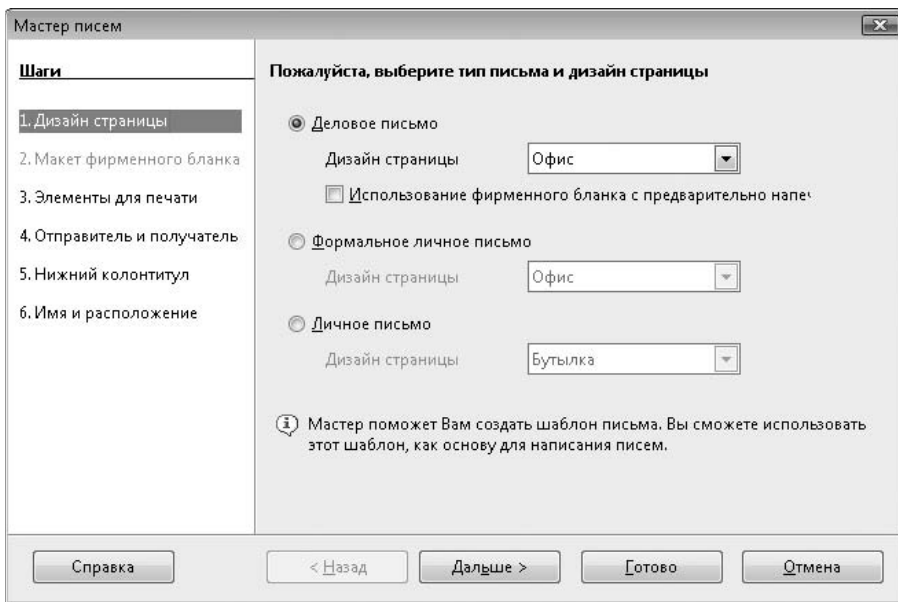 Мастер писем
Шаги
1. Дизайн страницы
2. Макет фирменного бланка
3. Элементы для печати
4. Отправитель и получатель
5. Нижний колонтитул
6. Имя и расположение
Пожалуйста, выберите тип письма и дизайн страницы
Деловое письмо
Дизайн страницы Офис
Использование фирменного бланка с предварительно напеч
Формальное личное письмо
Дизайн страницы Офис
Личное письмо
Дизайн страницы Бутылка
Мастер поможет Вам создать шаблон письма. Вы сможете использовать
этот шаблон, как основу для написания писем.
Справка < Назад Дальше > Готово Отмена